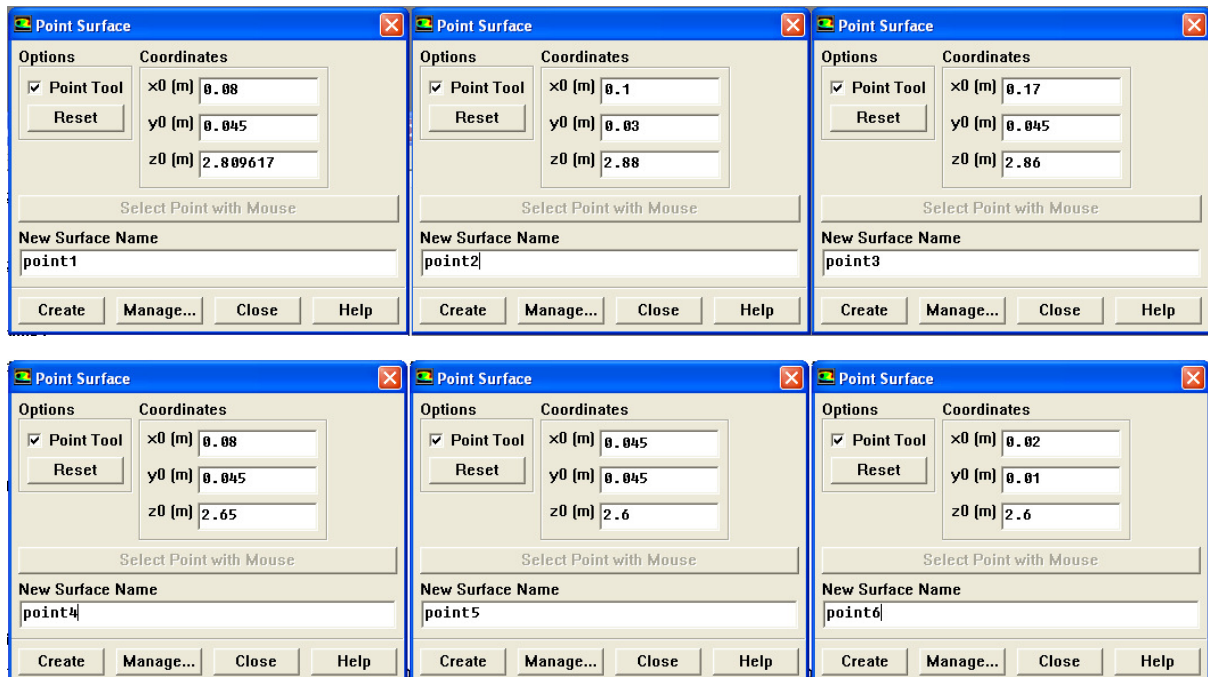 Point Surface
Options Coordinates
Point Tool x0 (m) 0.08
Reset y0 (m) 0.045
z0 (m) 2.809617
Select Point with Mouse
New Surface Name
point1
Create Manage... Close Help
Point Surface
Options Coordinates
Point Tool x0 (m) 0.1
Reset y0 (m) 0.03
z0 (m) 2.88
Select Point with Mouse
New Surface Name
point2
Create Manage... Close Help
Point Surface
Options Coordinates
Point Tool x0 (m) 0.17
Reset y0 (m) 0.045
z0 (m) 2.86
Select Point with Mouse
New Surface Name
point3
Create Manage... Close Help
Point Surface
Options Coordinates
Point Tool x0 (m) 0.08
Reset y0 (m) 0.045
z0 (m) 2.65
Select Point with Mouse
New Surface Name
point4
Create Manage... Close Help
Point Surface
Options Coordinates
Point Tool x0 (m) 0.045
Reset y0 (m) 0.045
z0 (m) 2.6
Select Point with Mouse
New Surface Name
point5
Create Manage... Close Help
Point Surface
Options Coordinates
Point Tool x0 (m) 0.02
Reset y0 (m) 0.01
z0 (m) 2.6
Select Point with Mouse
New Surface Name
point6
Create Manage... Close Help